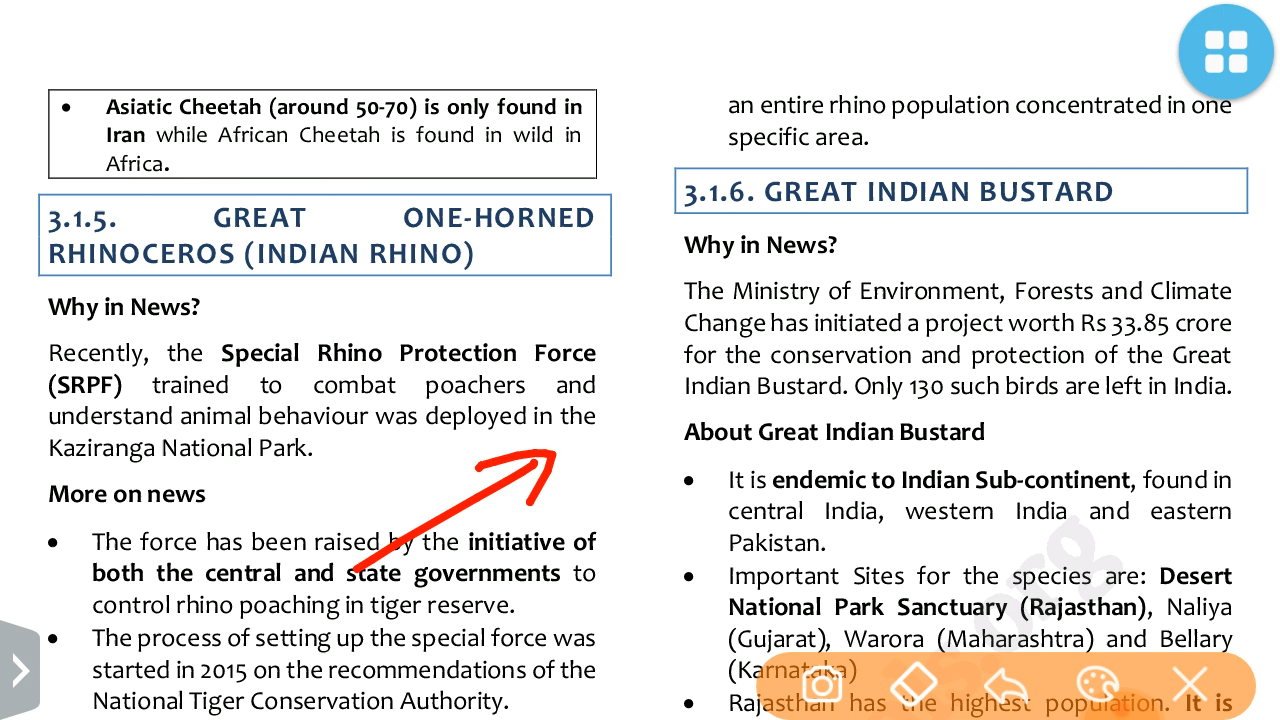 • Asiatic Cheetah (around 50-70) is only found in
Iran while African Cheetah is found in wild in
Africa.
3.1.5. GREAT ONE-HORNED
RHINOCEROS (INDIAN RHINO)
Why in News?
Recently, the Special Rhino Protection Force
(SRPF) trained to combat poachers and
understand animal behaviour was deployed in the
Kaziranga National Park.
More on news
• The force has been raised by the initiative of
both the central and state governments to
control rhino poaching in tiger reserve.
• The process of setting up the special force was
started in 2015 on the recommendations of the
National Tiger Conservation Authority.
an entire rhino population concentrated in one
specific area.
3.1.6. GREAT INDIAN BUSTARD
Why in News?
The Ministry of Environment, Forests and Climate
Change has initiated a project worth Rs 33.85 crore
for the conservation and protection of the Great
Indian Bustard. Only 130 such birds are left in India.
About Great Indian Bustard
• It is endemic to Indian Sub-continent, found in
central India, western India and eastern
Pakistan.
• Important Sites for the species are: Desert
National Park Sanctuary (Rajasthan), Naliya
(Gujarat), Warora (Maharashtra) and Bellary
(Karnataka)
• Rajasthan has the highest population. It is
.org